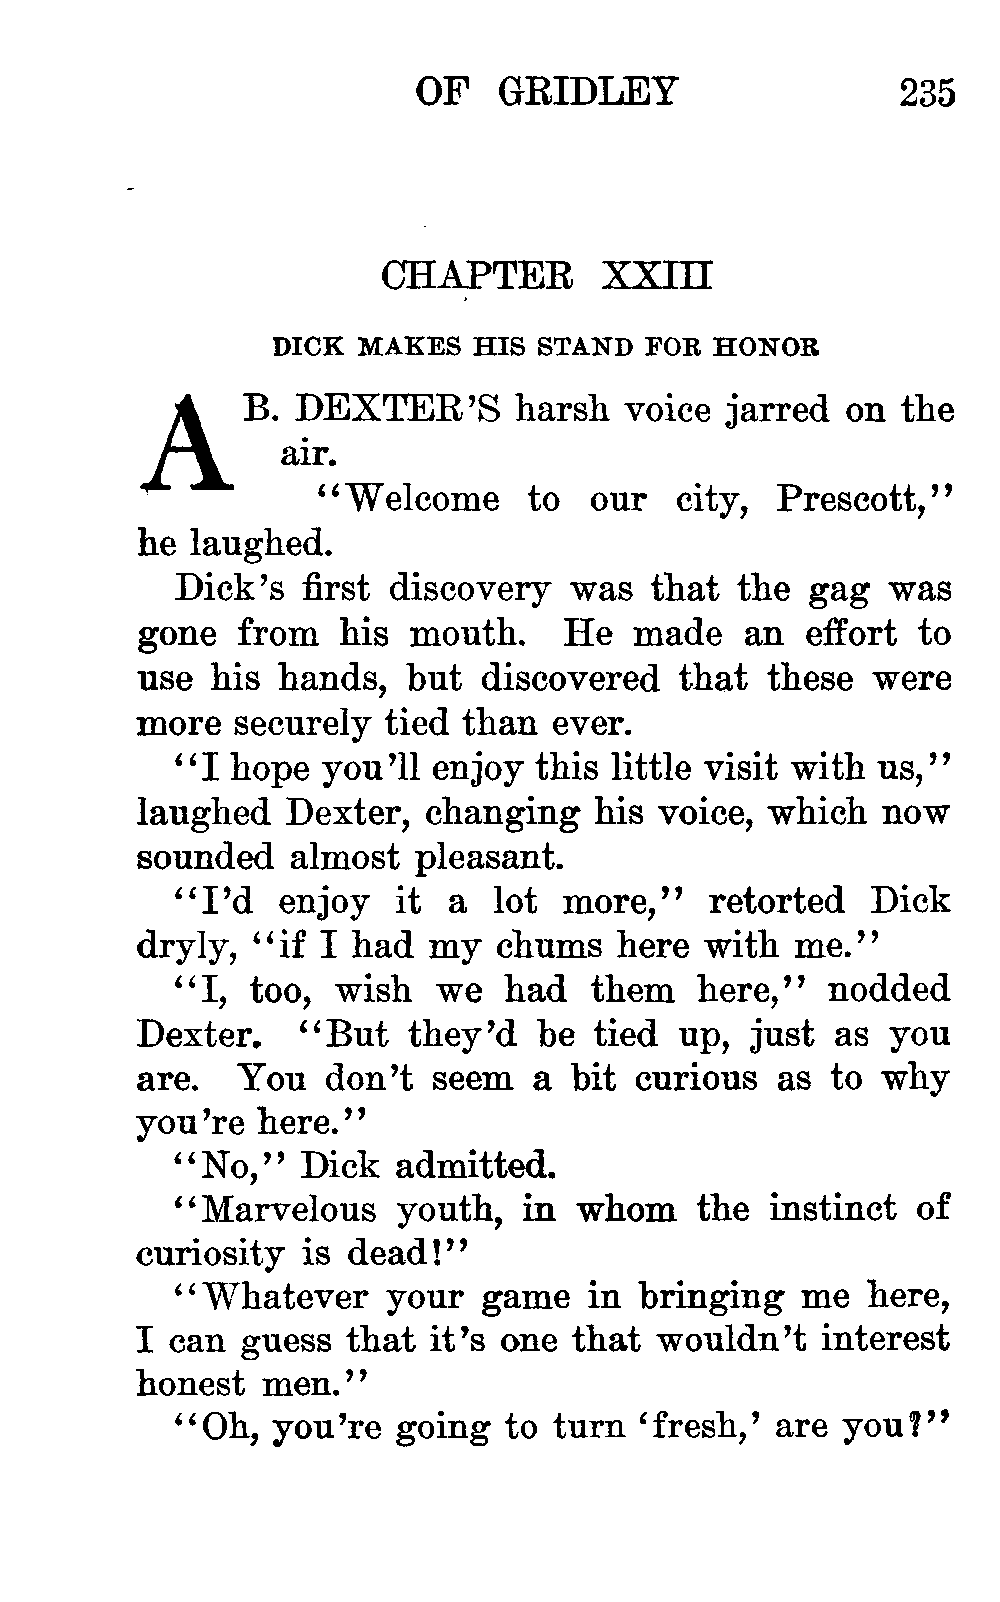 OF GRIDLEY 235
CHAPTER XXIII
DICK MAKES HIS STAND FOR HONOR
AB. DEXTER'S harsh voice jarred on the
air.
"Welcome to our city, Prescott,"
he laughed.
Dick's first discovery was that the gag was
gone from his mouth. He made an effort to
use his hands, but discovered that these were
more securely tied than ever.
"I hope you'll enjoy this little visit with us,"
laughed Dexter, changing his voice, which now
sounded almost pleasant.
"I'd enjoy it a lot more," retorted Dick
dryly, "if I had my chums here with me."
"I, too, wish we had them here," nodded
Dexter. "But they'd be tied up, just as you
are. You don't seem a bit curious as to why
you're here."
"No," Dick admitted.
"Marvelous youth, in whom the instinct of
curiosity is dead!"
"Whatever your game in bringing me here,
I can guess that it's one that wouldn't interest
honest men."
"Oh, you're going to turn 'fresh,' are you?"